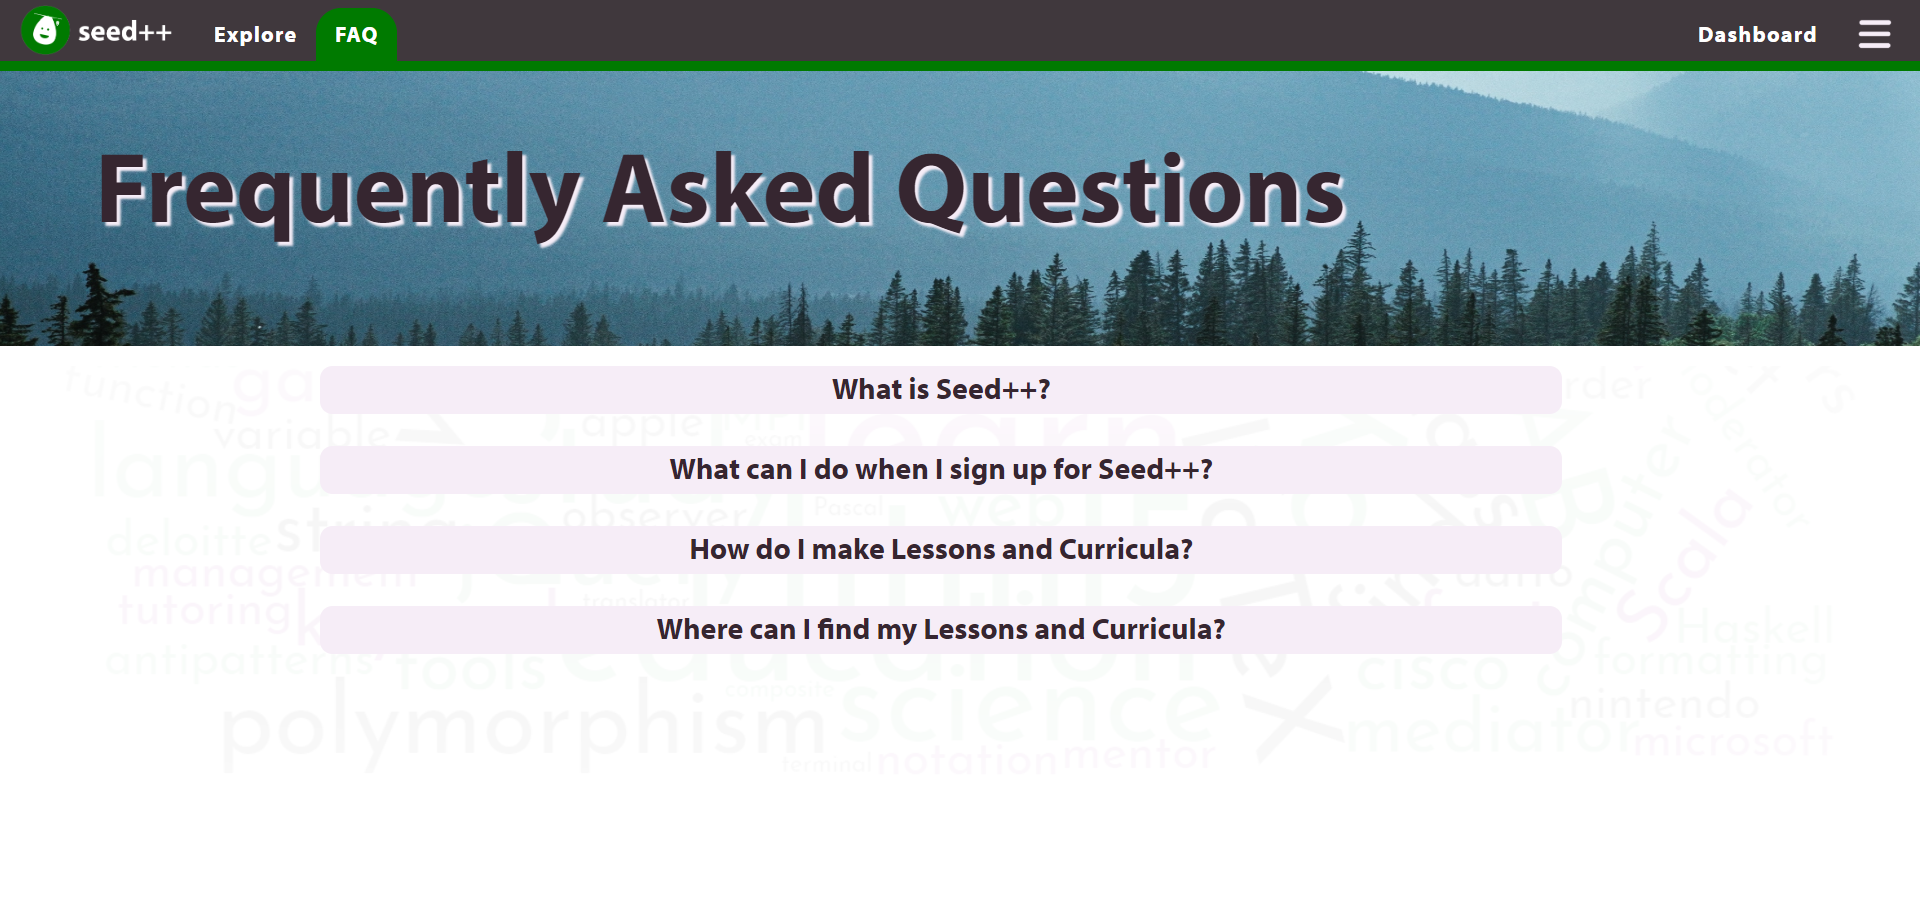 seed++ Explore FAQ Dashboard
Frequently Asked Questions
What is Seed++?
What can I do when I sign up for Seed++?
How do I make Lessons and Curricula?
Where can I find my Lessons and Curricula?
function
variable
apple
exam
learn
deloitte
string
observer
Pascal
web
computer
moderator
Scala
management
tutoring
translator
Haskell
antipatterns
tools
education
cisco
formatting
polymorphism
composite
science
nintendo
mediator
microsoft
terminal
notation
mentor